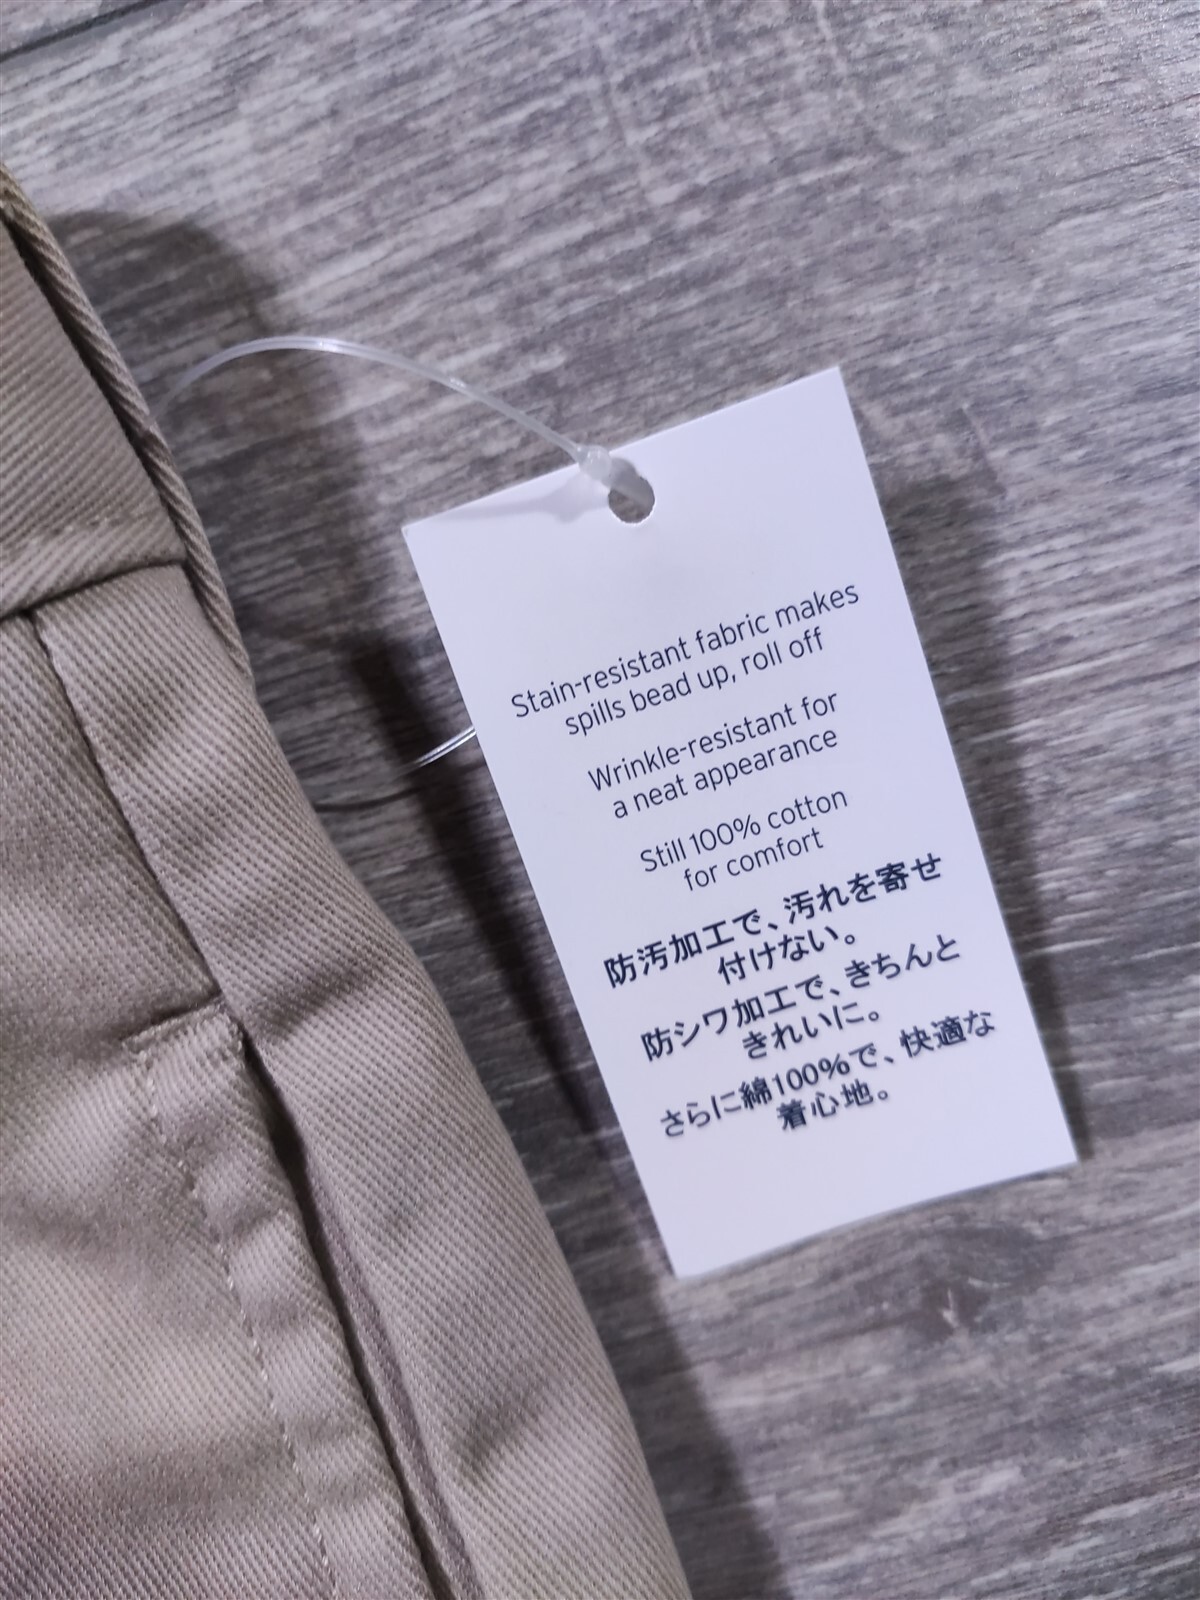 Stain-resistant fabric makes
spills bead up, roll off
Wrinkle-resistant for
a neat appearance
Still 100% cotton
for comfort
防汚加工で、汚れを寄せ
付けない。
防シワ加工で、きちんと
きれいに。
さらに綿100%で、快適な
着心地。